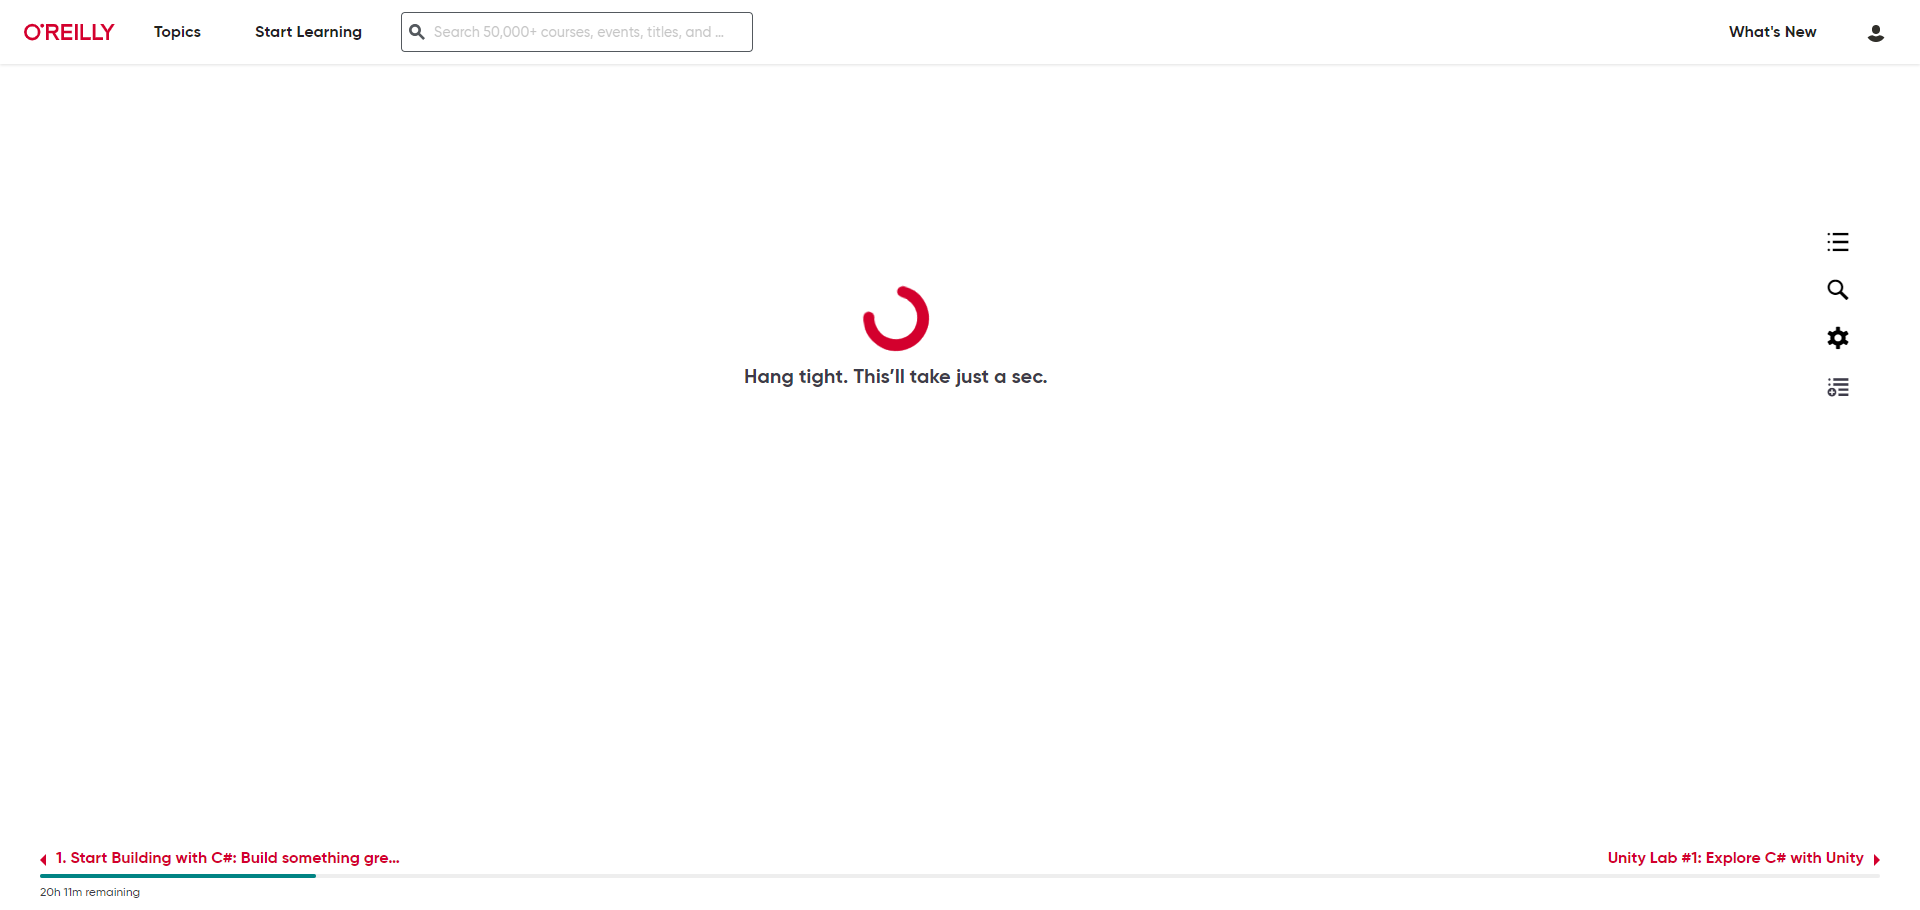 O'REILLY
Topics
Start Learning
Search 50,000+ courses, events, titles, and ...
What's New
Hang tight. This’ll take just a sec.
1. Start Building with C#: Build something gre...
Unity Lab #1: Explore C# with Unity
20h 11m remaining